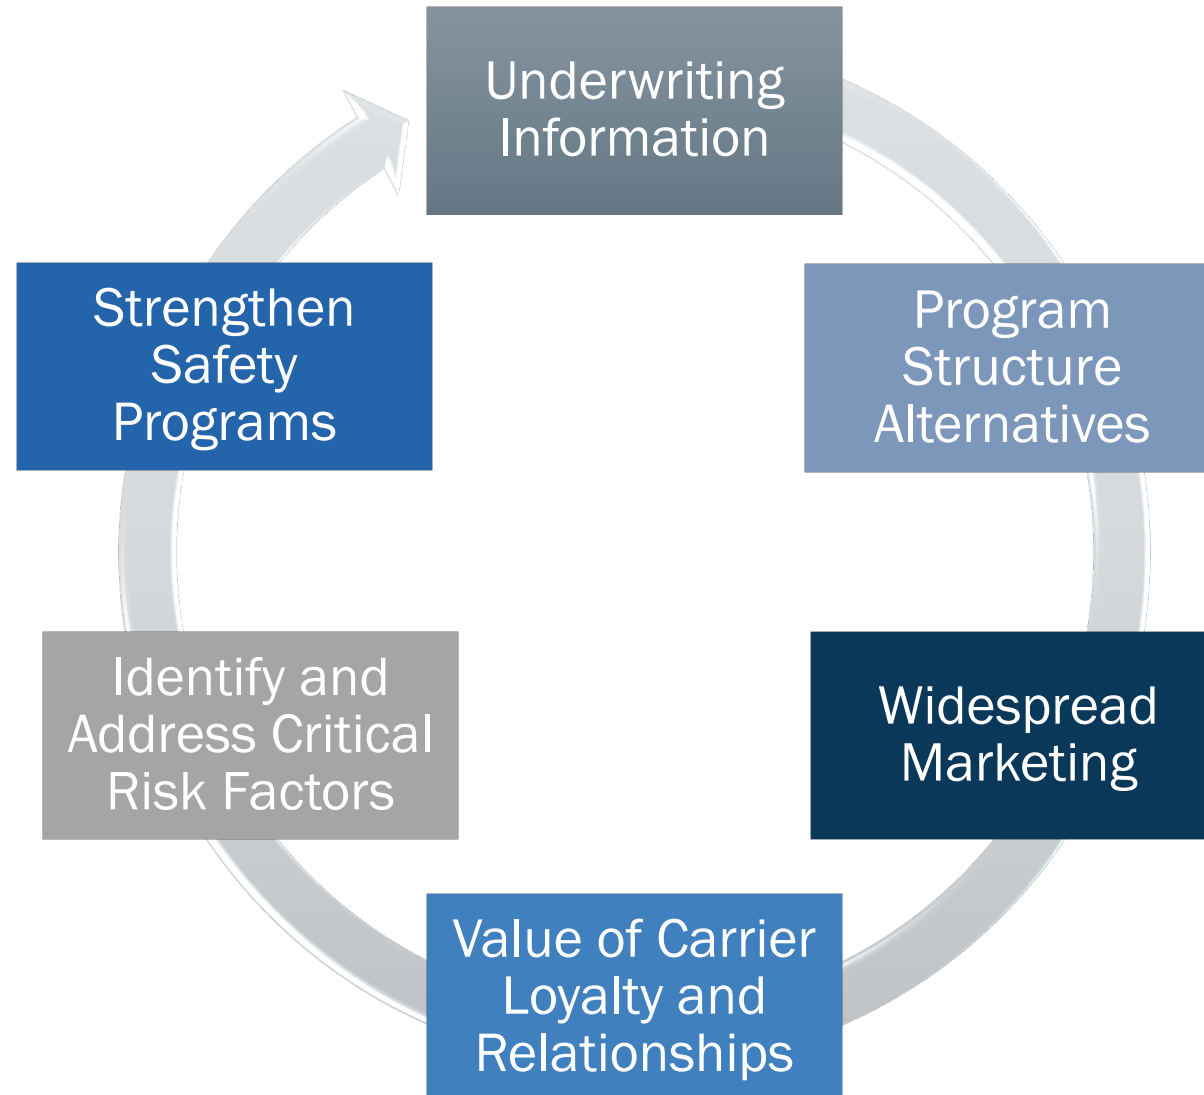 Underwriting
Information
Program
Structure
Alternatives
Widespread
Marketing
Value of Carrier
Loyalty and
Relationships
Identify and
Address Critical
Risk Factors
Strengthen
Safety
Programs